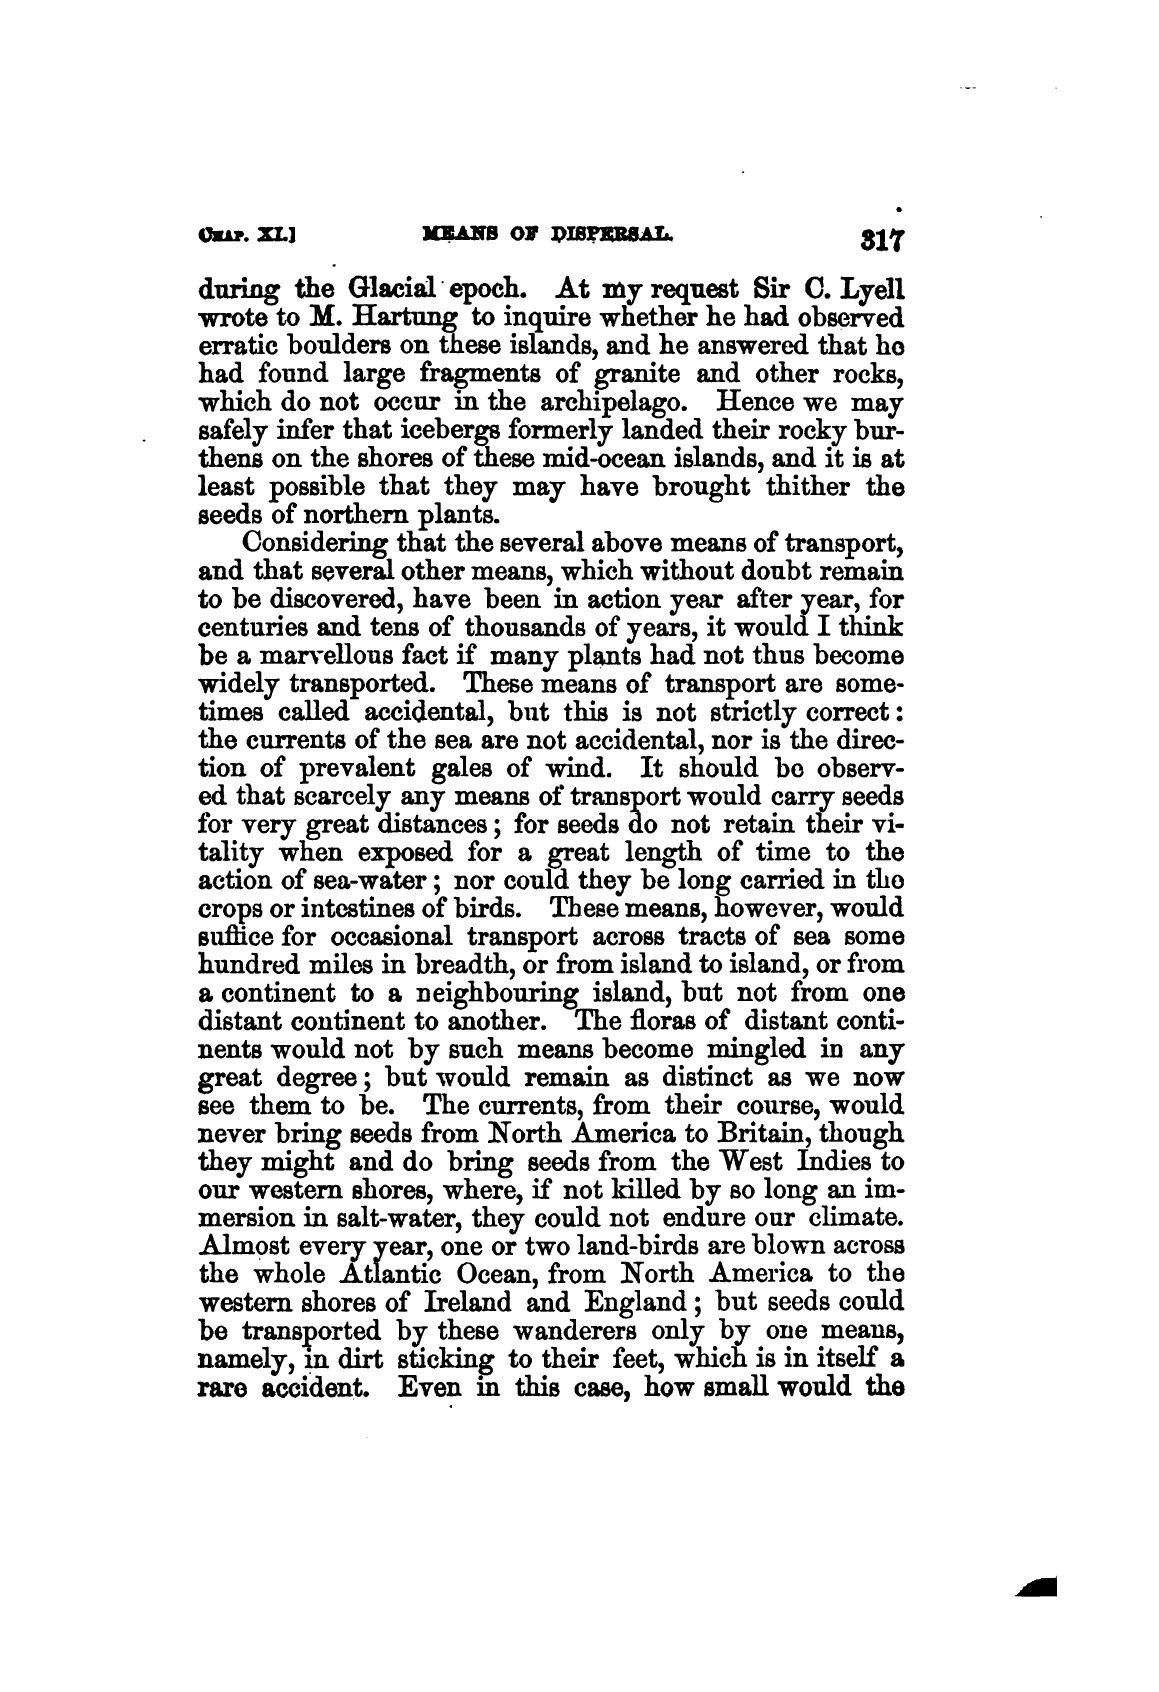 CHAP. XI.] MEANS OF DISPERSAL. 317
during the Glacial epoch. At my request Sir C. Lyell
wrote to M. Hartung to inquire whether he had observed
erratic boulders on these islands, and he answered that he
had found large fragments of granite and other rocks,
which do not occur in the archipelago. Hence we may
safely infer that icebergs formerly landed their rocky bur-
thens on the shores of these mid-ocean islands, and it is at
least possible that they may have brought thither the
seeds of northern plants.
Considering that the several above means of transport,
and that several other means, which without doubt remain
to be discovered, have been in action year after year, for
centuries and tens of thousands of years, it would I think
be a marvellous fact if many plants had not thus become
widely transported. These means of transport are some-
times called accidental, but this is not strictly correct:
the currents of the sea are not accidental, nor is the direc-
tion of prevalent gales of wind. It should be observ-
ed that scarcely any means of transport would carry seeds
for very great distances; for seeds do not retain their vi-
tality when exposed for a great length of time to the
action of sea-water; nor could they be long carried in the
crops or intestines of birds. These means, however, would
suffice for occasional transport across tracts of sea some
hundred miles in breadth, or from island to island, or from
a continent to a neighbouring island, but not from one
distant continent to another. The floras of distant conti-
nents would not by such means become mingled in any
great degree; but would remain as distinct as we now
see them to be. The currents, from their course, would
never bring seeds from North America to Britain, though
they might and do bring seeds from the West Indies to
our western shores, where, if not killed by so long an im-
mersion in salt-water, they could not endure our climate.
Almost every year, one or two land-birds are blown across
the whole Atlantic Ocean, from North America to the
western shores of Ireland and England; but seeds could
be transported by these wanderers only by one means,
namely, in dirt sticking to their feet, which is in itself a
rare accident. Even in this case, how small would the